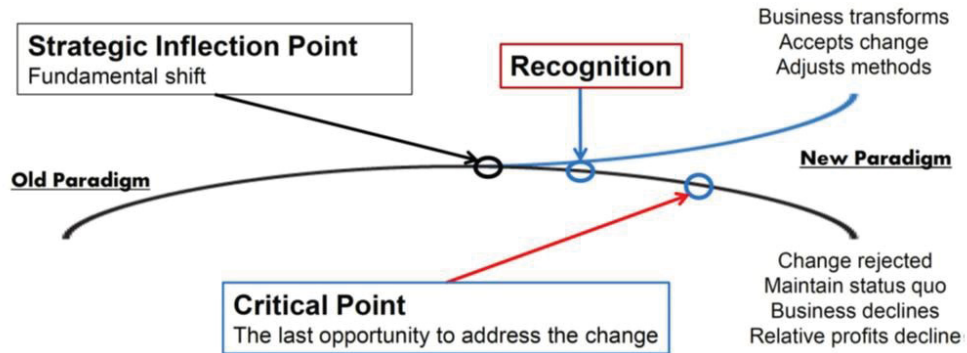 Business transforms
Accepts change
Adjusts methods
Strategic Inflection Point
Fundamental shift
Recognition
Old Paradigm
New Paradigm
Critical Point
The last opportunity to address the change
Change rejected
Maintain status quo
Business declines
Relative profits decline